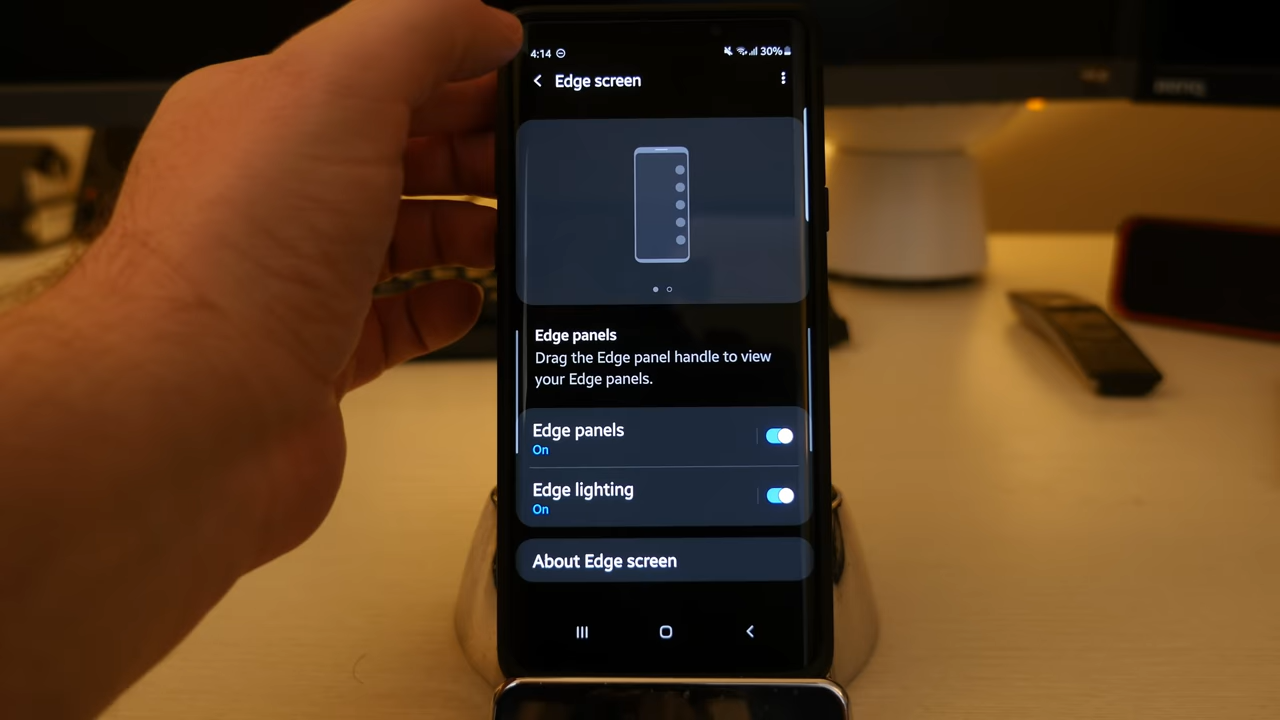 4:14 30%
Edge screen
Edge panels
Drag the Edge panel handle to view
your Edge panels.
Edge panels
On
Edge lighting
On
About Edge screen
BenQ